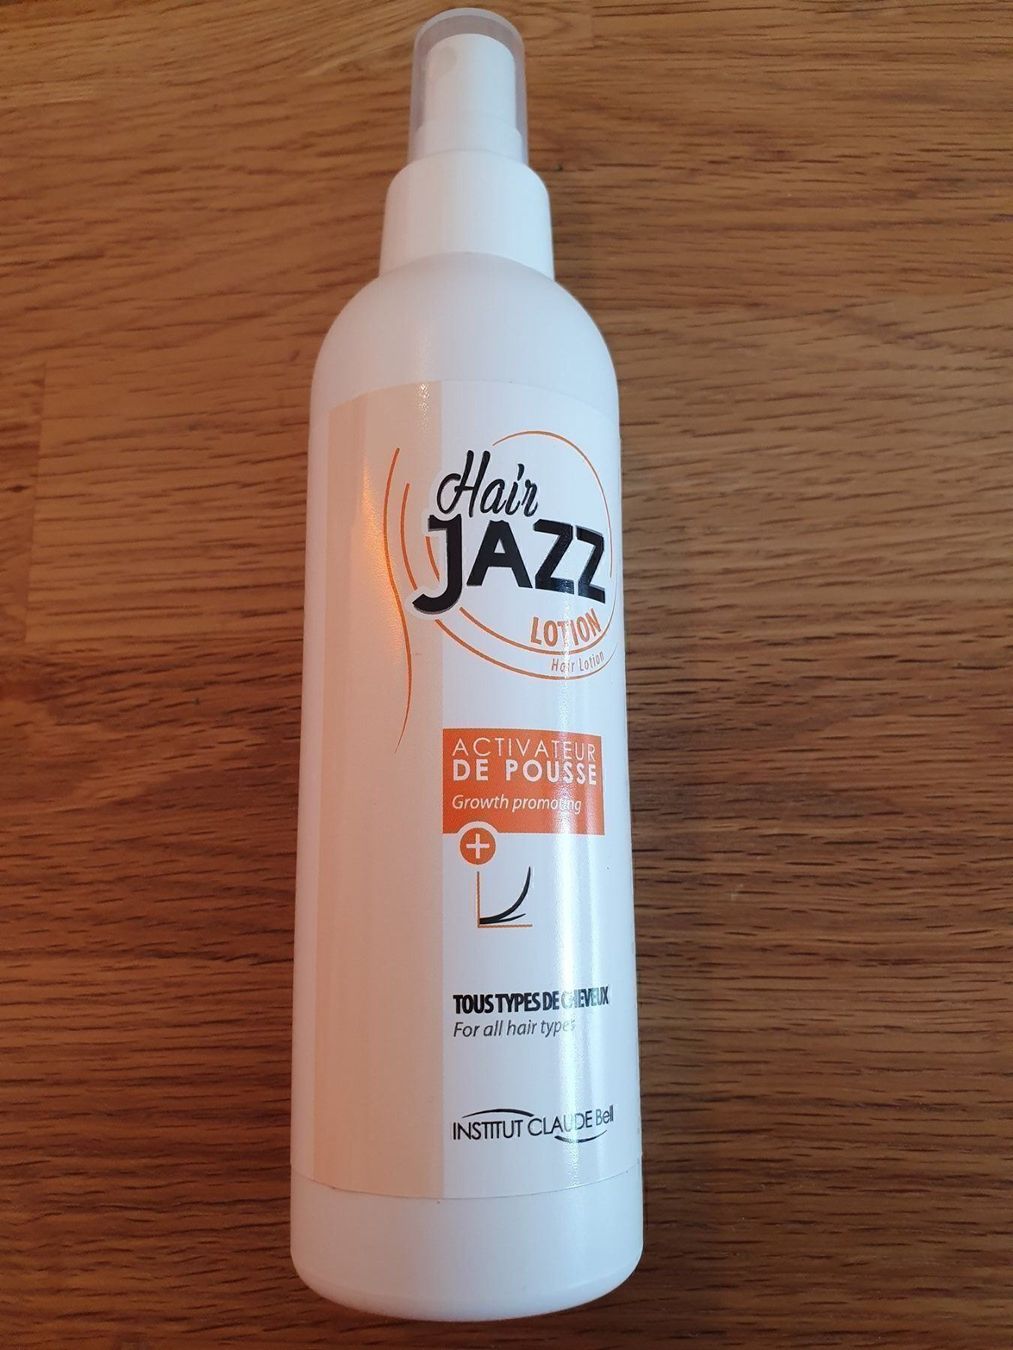 Hair
JAZZ
LOTION
Hair Lotion
ACTIVATEUR
DE POUSSE
Growth promoting
+
TOUS TYPES DE CHEVEUX
For all hair types
INSTITUT CLAUDE Bell